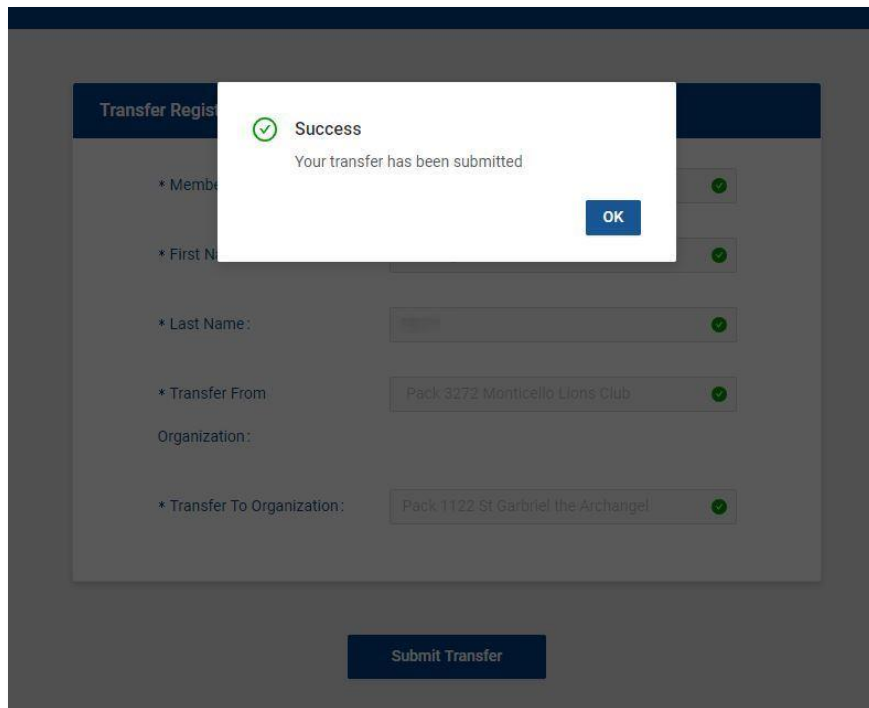 Transfer Regist
Success
Your transfer has been submitted
OK
* Membe
* First Na
* Last Name:
* Transfer From
Organization:
Pack 3272 Monticello Lions Club
* Transfer To Organization:
Pack 1122 St Garbriel the Archangel
Submit Transfer